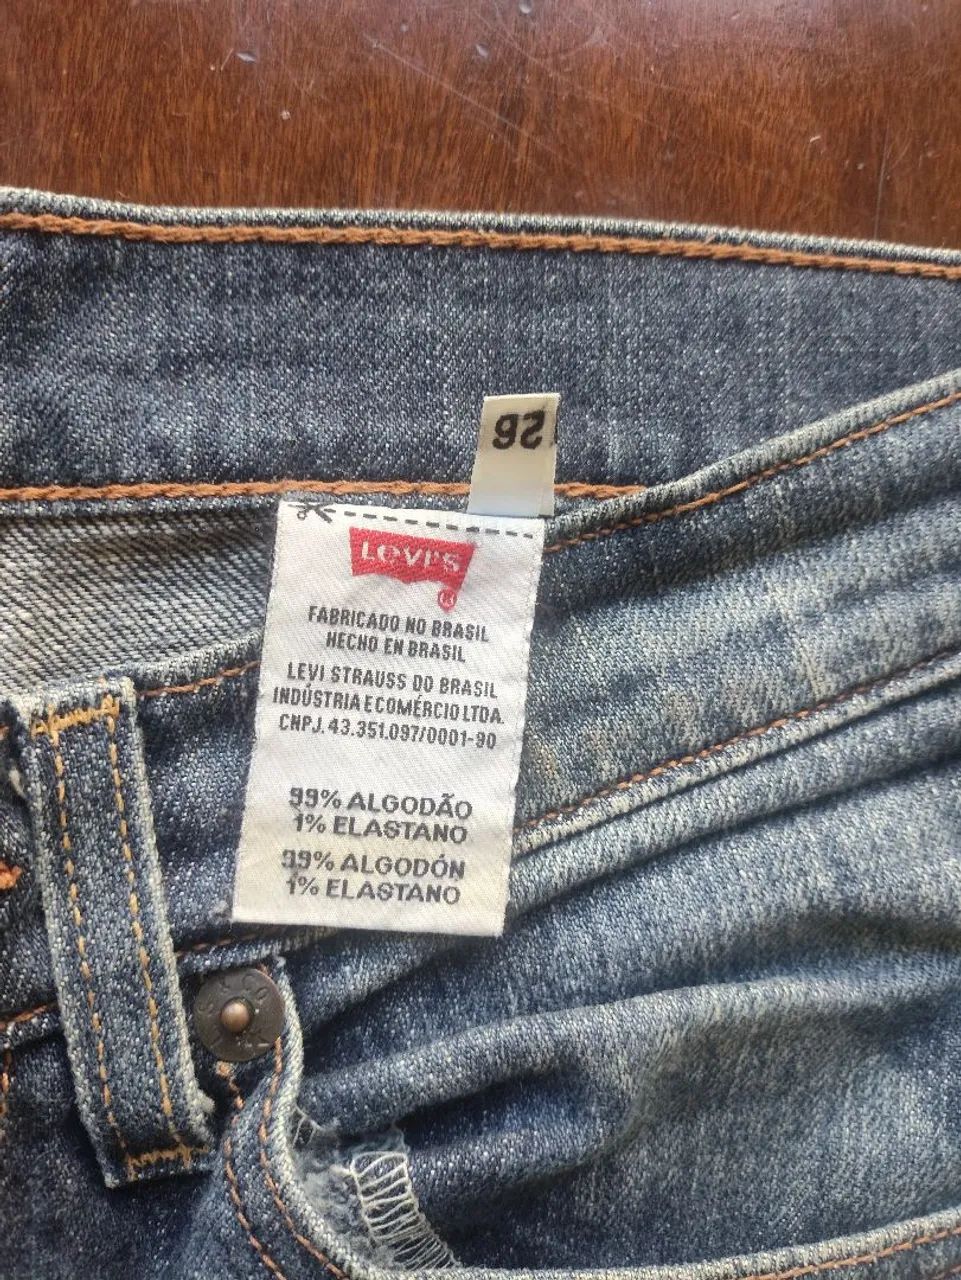 26
LEVI'S
FABRICADO NO BRASIL
HECHO EN BRASIL
LEVI STRAUSS DO BRASIL
INDÚSTRIA E COMÉRCIO LTDA.
CNPJ. 43.351.097/0001-90
99% ALGODÃO
1% ELASTANO
99% ALGODÓN
1% ELASTANO